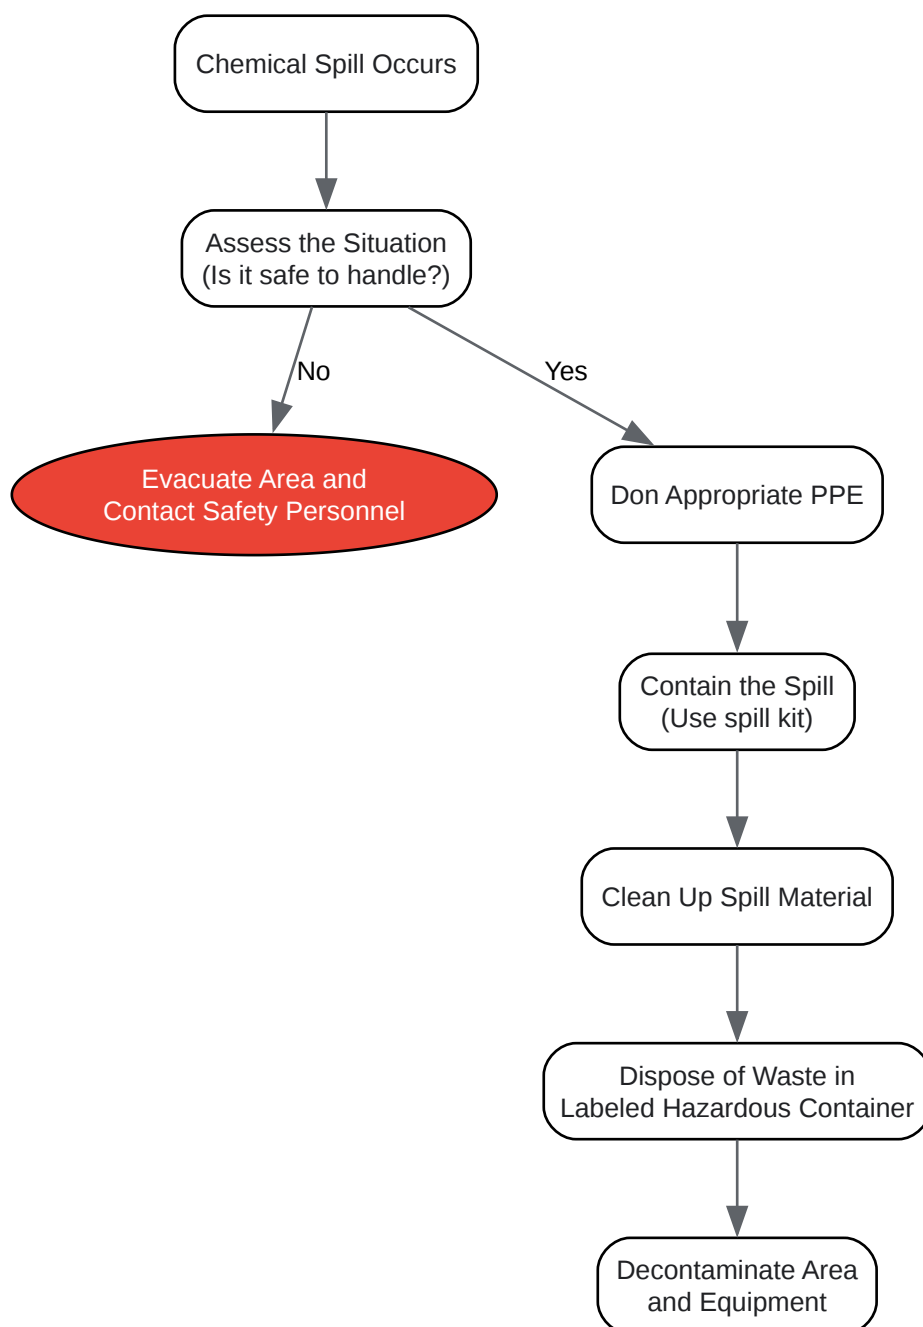 Chemical Spill Occurs
Assess the Situation
(Is it safe to handle?)
No
Yes
Evacuate Area and
Contact Safety Personnel
Don Appropriate PPE
Contain the Spill
(Use spill kit)
Clean Up Spill Material
Dispose of Waste in
Labeled Hazardous Container
Decontaminate Area
and Equipment